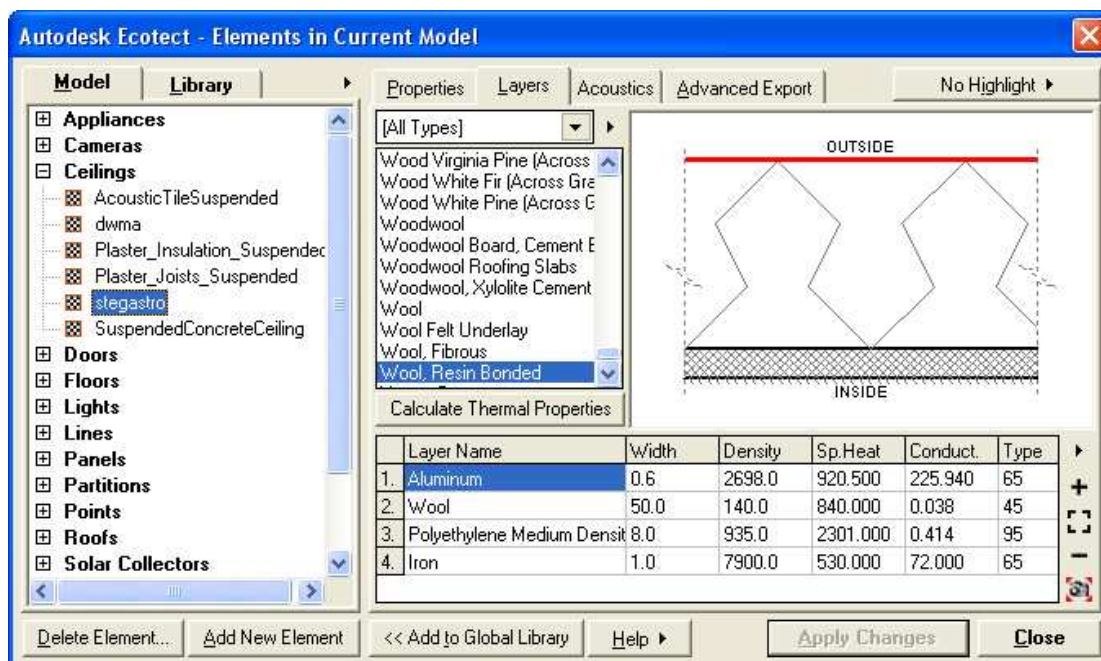 Autodesk Ecotect - Elements in Current Model
Model Library
Appliances
Cameras
Ceilings
AcousticTileSuspended
dwma
Plaster_Insulation_Suspended
Plaster_Joists_Suspended
stegastro
SuspendedConcreteCeiling
Doors
Floors
Lights
Lines
Panels
Partitions
Points
Roofs
Solar Collectors
Delete Element... Add New Element
Properties Layers Acoustics Advanced Export No Highlight
[All Types]
Wood Virginia Pine (Across
Wood White Fir (Across Gra
Wood White Pine (Across G
Woodwool
Woodwool Board, Cement B
Woodwool Roofing Slabs
Woodwool, Xylolite Cement
Wool
Wool Felt Underlay
Wool, Fibrous
Wool, Resin Bonded
Calculate Thermal Properties
OUTSIDE
INSIDE
Layer Name Width Density Sp.Heat Conduct. Type
1. Aluminum 0.6 2698.0 920.500 225.940 65
2. Wool 50.0 140.0 840.000 0.038 45
3. Polyethylene Medium Densit 8.0 935.0 2301.000 0.414 95
4. Iron 1.0 7900.0 530.000 72.000 65
<< Add to Global Library Help Apply Changes Close